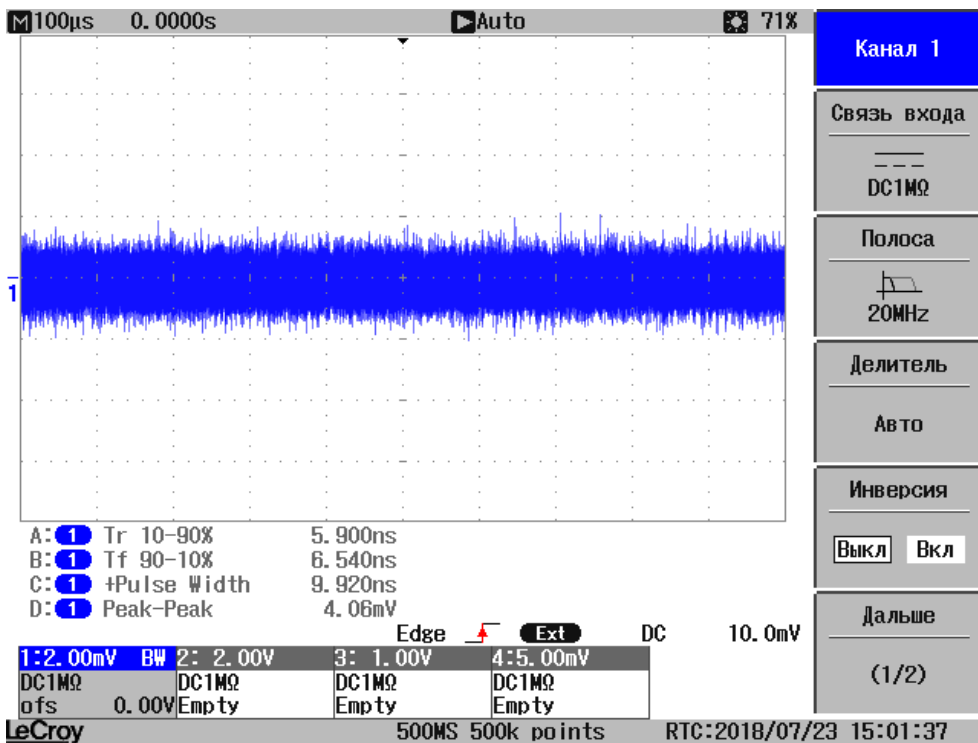 M 100µs 0.0000s Auto 71%
Канал 1
Связь входа
DC1MΩ
Полоса
20MHz
Делитель
Авто
Инверсия
Выкл Вкл
Дальше
(1/2)
1
A: 1 Tr 10-90% 5.900ns
B: 1 Tf 90-10% 6.540ns
C: 1 +Pulse Width 9.920ns
D: 1 Peak-Peak 4.06mV
Edge Ext DC 10.0mV
1:2.00mV BW 2: 2.00V 3: 1.00V 4:5.00mV
DC1MΩ DC1MΩ DC1MΩ DC1MΩ
ofs 0.00V Empty Empty Empty
LeCroy 500MS 500k points RTC:2018/07/23 15:01:37